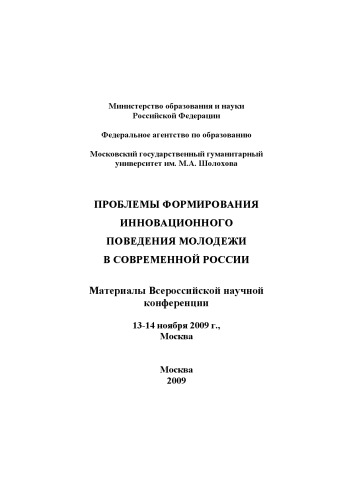 Министерство образования и науки
Российской Федерации
Федеральное агентство по образованию
Московский государственный гуманитарный
университет им. М.А. Шолохова
ПРОБЛЕМЫ ФОРМИРОВАНИЯ
ИННОВАЦИОННОГО
ПОВЕДЕНИЯ МОЛОДЕЖИ
В СОВРЕМЕННОЙ РОССИИ
Материалы Всероссийской научной
конференции
13-14 ноября 2009 г.,
Москва
Москва
2009